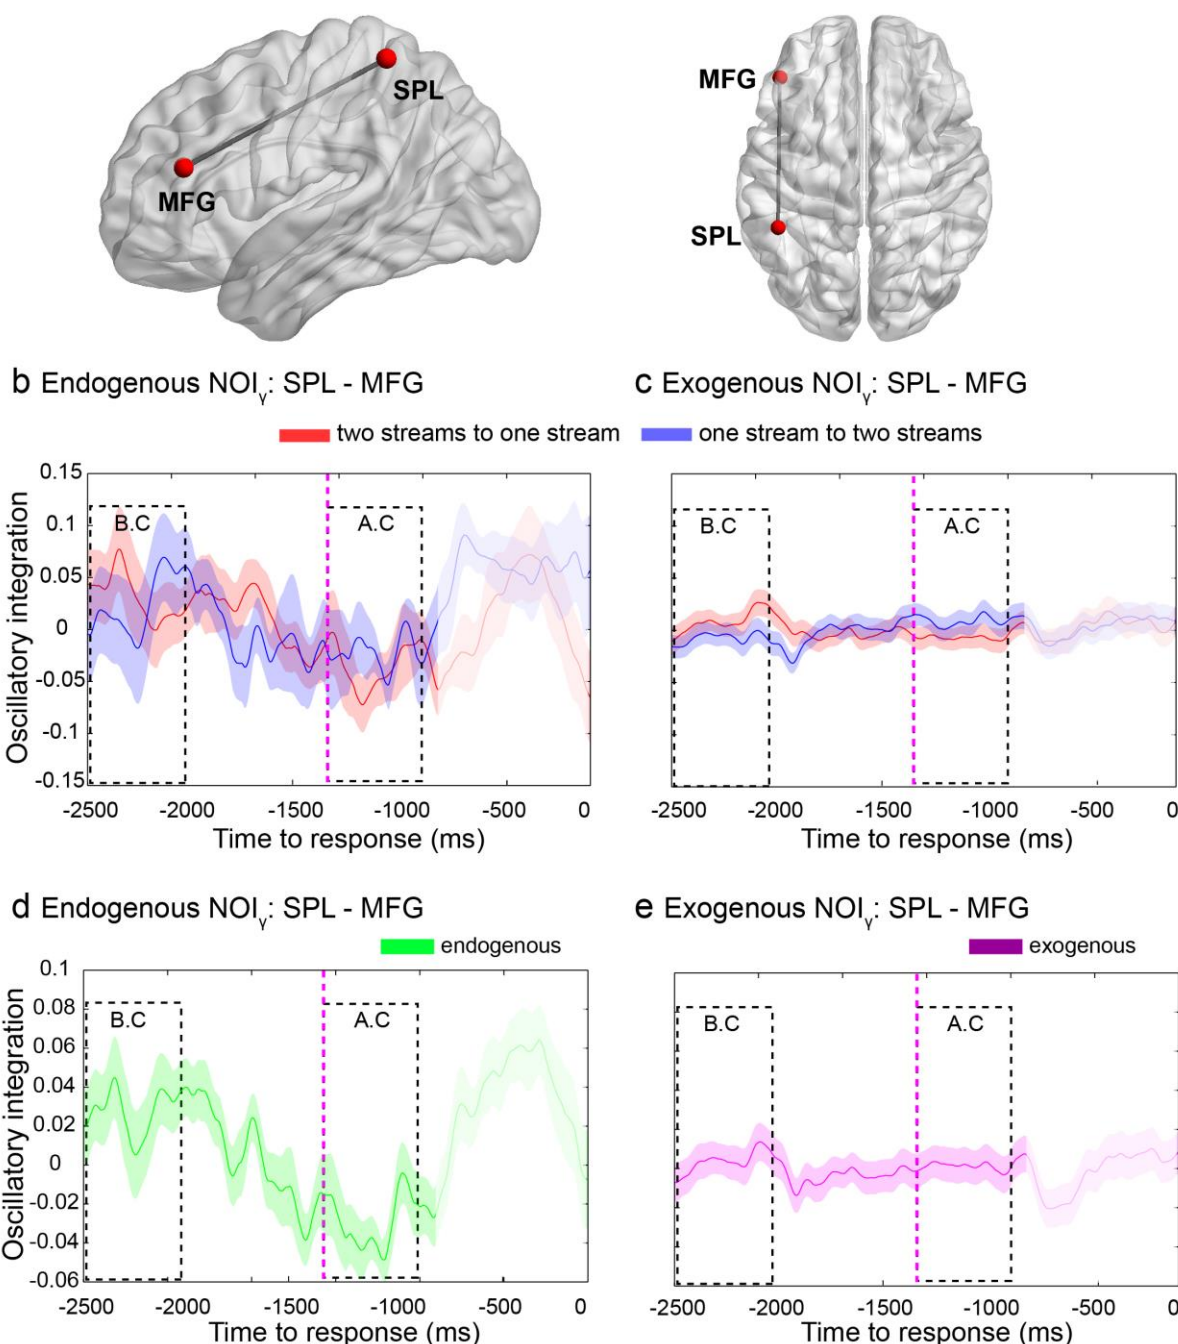 SPL
MFG
MFG
SPL
b Endogenous NOIγ: SPL - MFG
c Exogenous NOIγ: SPL - MFG
two streams to one stream
one stream to two streams
Oscillatory integration
0.15
0.1
0.05
0
-0.05
-0.1
-0.15
B.C
A.C
-2500 -2000 -1500 -1000 -500 0
Time to response (ms)
B.C
A.C
-2500 -2000 -1500 -1000 -500 0
Time to response (ms)
d Endogenous NOIγ: SPL - MFG
e Exogenous NOIγ: SPL - MFG
endogenous
exogenous
Oscillatory integration
0.1
0.08
0.06
0.04
0.02
0
-0.02
-0.04
-0.06
B.C
A.C
-2500 -2000 -1500 -1000 -500 0
Time to response (ms)
B.C
A.C
-2500 -2000 -1500 -1000 -500 0
Time to response (ms)